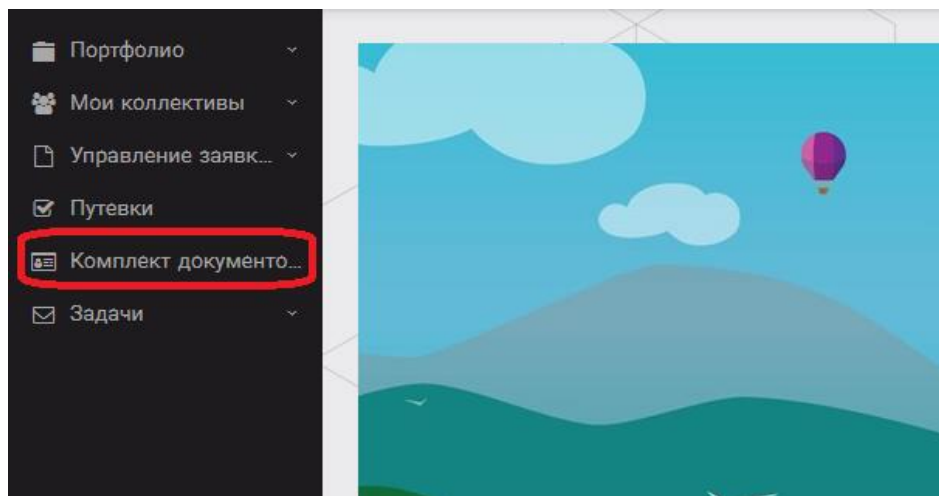 Портфолио
Мои коллективы
Управление заявк...
Путевки
Комплект документо...
Задачи